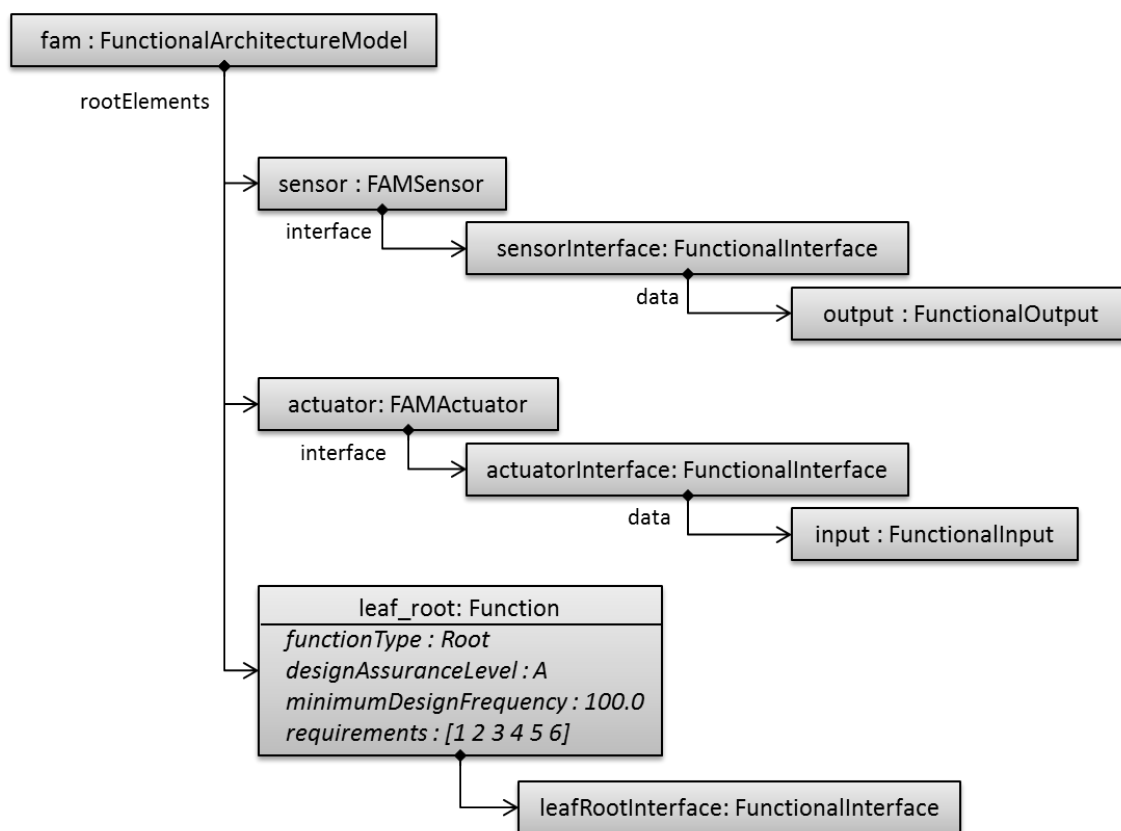 fam : FunctionalArchitectureModel
rootElements
sensor : FAMSensor
interface
sensorInterface: FunctionalInterface
data
output : FunctionalOutput
actuator: FAMActuator
interface
actuatorInterface: FunctionalInterface
data
input : FunctionalInput
leaf_root: Function
functionType : Root
designAssuranceLevel : A
minimumDesignFrequency : 100.0
requirements : [1 2 3 4 5 6]
leafRootInterface: FunctionalInterface